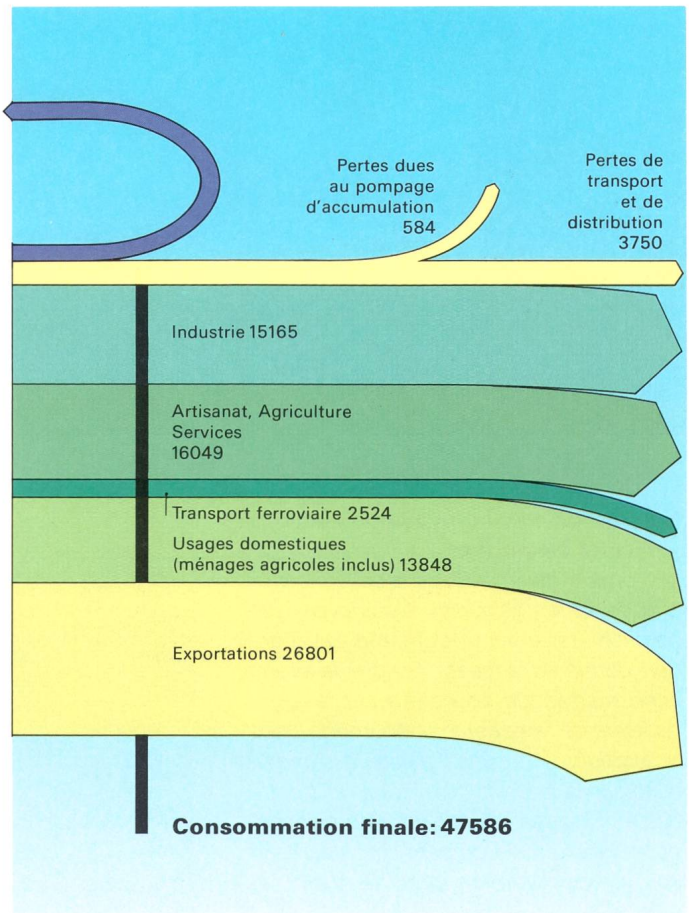 Pertes dues
au pompage
d'accumulation
584
Pertes de
transport
et de
distribution
3750
Industrie 15165
Artisanat, Agriculture
Services
16049
Transport ferroviaire 2524
Usages domestiques
(ménages agricoles inclus) 13848
Exportations 26801
Consommation finale: 47586